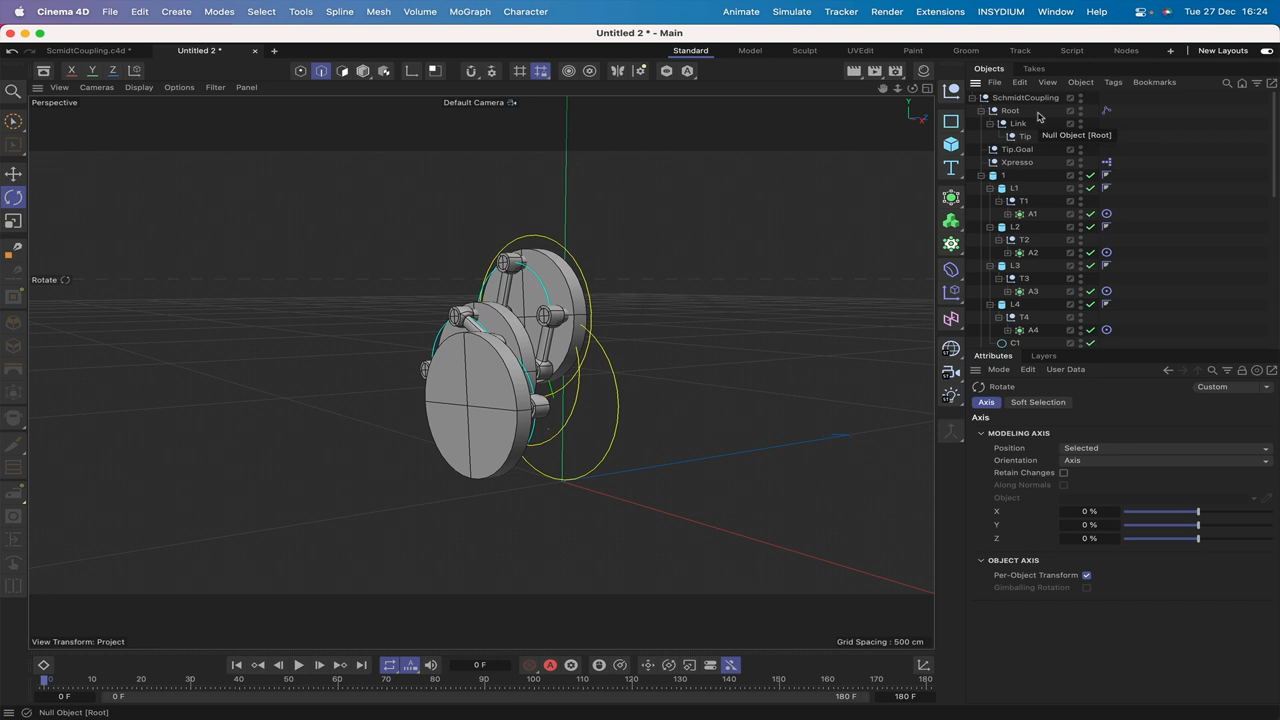 Cinema 4D File Edit Create Modes Select Tools Spline Mesh Volume MoGraph Character Animate Simulate Tracker Render Extensions INSYDIUM Window Help Tue 27 Dec 16:24
Untitled 2 * - Main
ScmidtCoupling.c4d * Untitled 2 * Standard Model Sculpt UVEdit Paint Groom Track Script Nodes New Layouts
X Y Z
Objects Takes
View Cameras Display Options Filter Panel
File Edit View Object Tags Bookmarks
Perspective
Default Camera
Y
X
Z
SchmidtCoupling
Root
Link
Tip
Null Object [Root]
Tip.Goal
Xpresso
1
L1
T1
A1
L2
T2
A2
L3
T3
A3
L4
T4
A4
C1
Rotate
Attributes Layers
Mode Edit User Data
Rotate Custom
Axis Soft Selection
Axis
MODELING AXIS
Position Selected
Orientation Axis
Retain Changes
Along Normals
Object
X 0 %
Y 0 %
Z 0 %
OBJECT AXIS
Per-Object Transform
Gimballing Rotation
View Transform: Project
Grid Spacing : 500 cm
0 F
0 10 20 30 40 50 60 70 80 90 100 110 120 130 140 150 160 170 180
0 F 0 F 180 F 180 F
Null Object [Root]